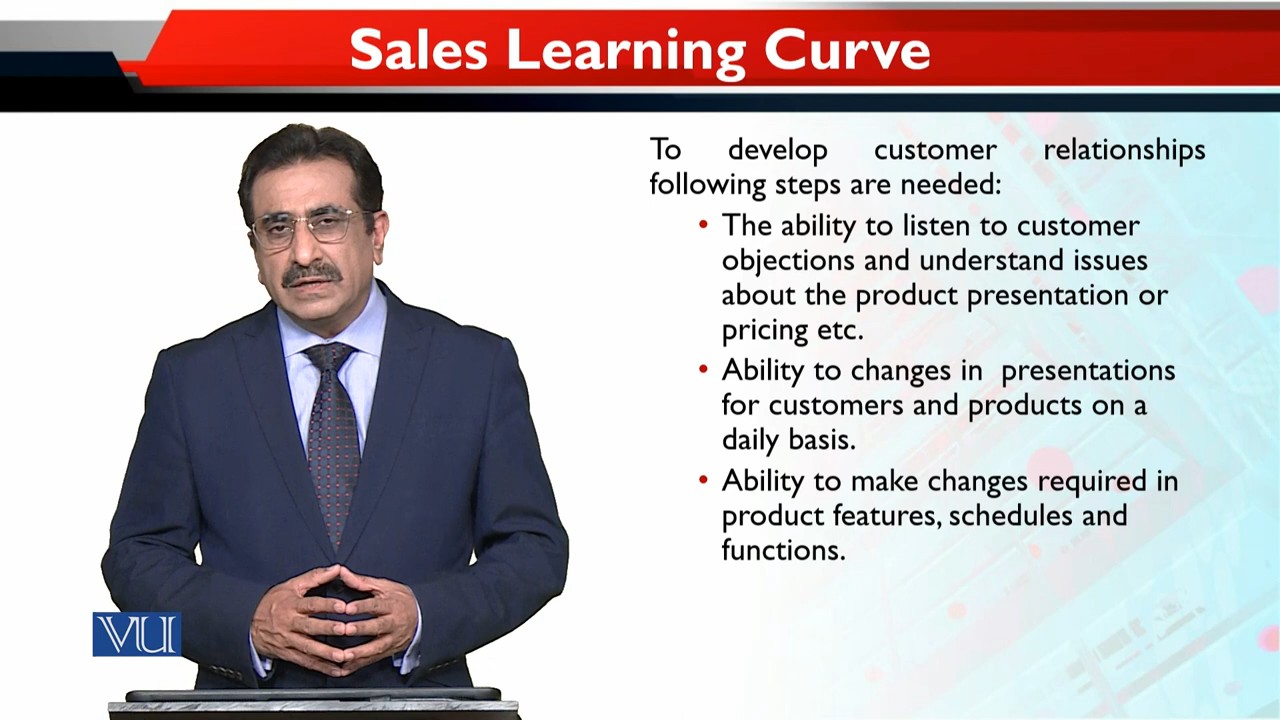 Sales Learning Curve
To develop customer relationships
following steps are needed:
• The ability to listen to customer
objections and understand issues
about the product presentation or
pricing etc.
• Ability to changes in  presentations
for customers and products on a
daily basis.
• Ability to make changes required in
product features, schedules and
functions.
VU